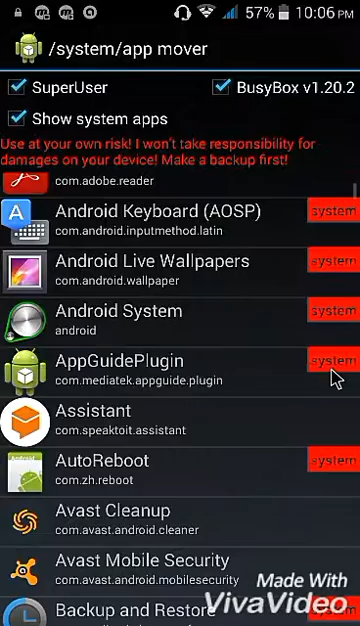 57% 10:06 PM
/system/app mover
SuperUser
BusyBox v1.20.2
Show system apps
Use at your own risk! I won't take responsibility for
damages on your device! Make a backup first!
com.adobe.reader
Android Keyboard (AOSP)
system
com.android.inputmethod.latin
Android Live Wallpapers
system
com.android.wallpaper
Android System
system
android
AppGuidePlugin
system
com.mediatek.appguide.plugin
Assistant
com.speaktoit.assistant
AutoReboot
system
com.zh.reboot
Avast Cleanup
com.avast.android.cleaner
Avast Mobile Security
com.avast.android.mobilesecurity
Made With
VivaVideo
Backup and Restore
system